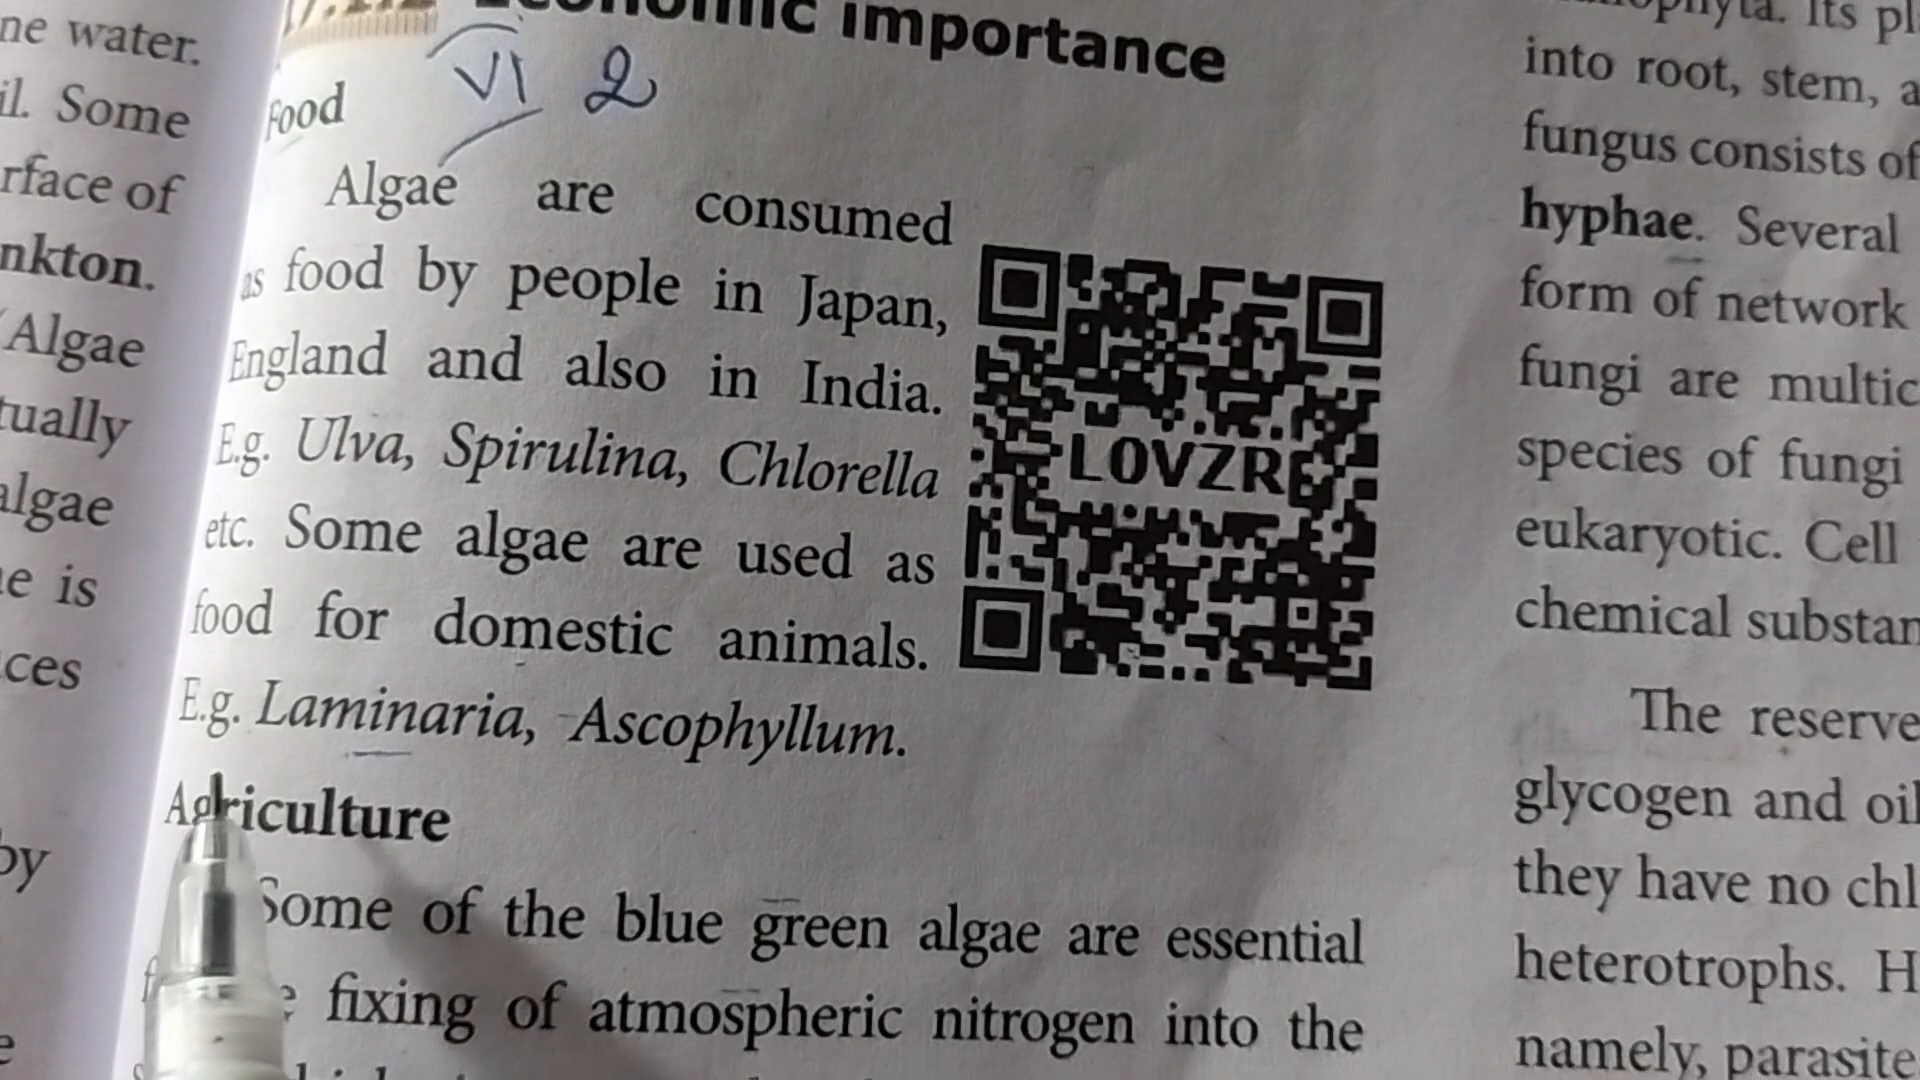 ne water.
il. Some
rface of
nkton.
Algae
tually
algae
e is
ces
by
e
Economic importance
VI 2
Food
Algae are consumed
as food by people in Japan,
England and also in India.
E.g. Ulva, Spirulina, Chlorella
etc. Some algae are used as
food for domestic animals.
E.g. Laminaria, Ascophyllum.
L0VZR6
Agriculture
Some of the blue green algae are essential
fixing of atmospheric nitrogen into the
Its pl
into root, stem, a
fungus consists of
hyphae. Several
form of network
fungi are multic
species of fungi
eukaryotic. Cell
chemical substan
The reserve
glycogen and oil
they have no chl
heterotrophs. H
namely, parasite